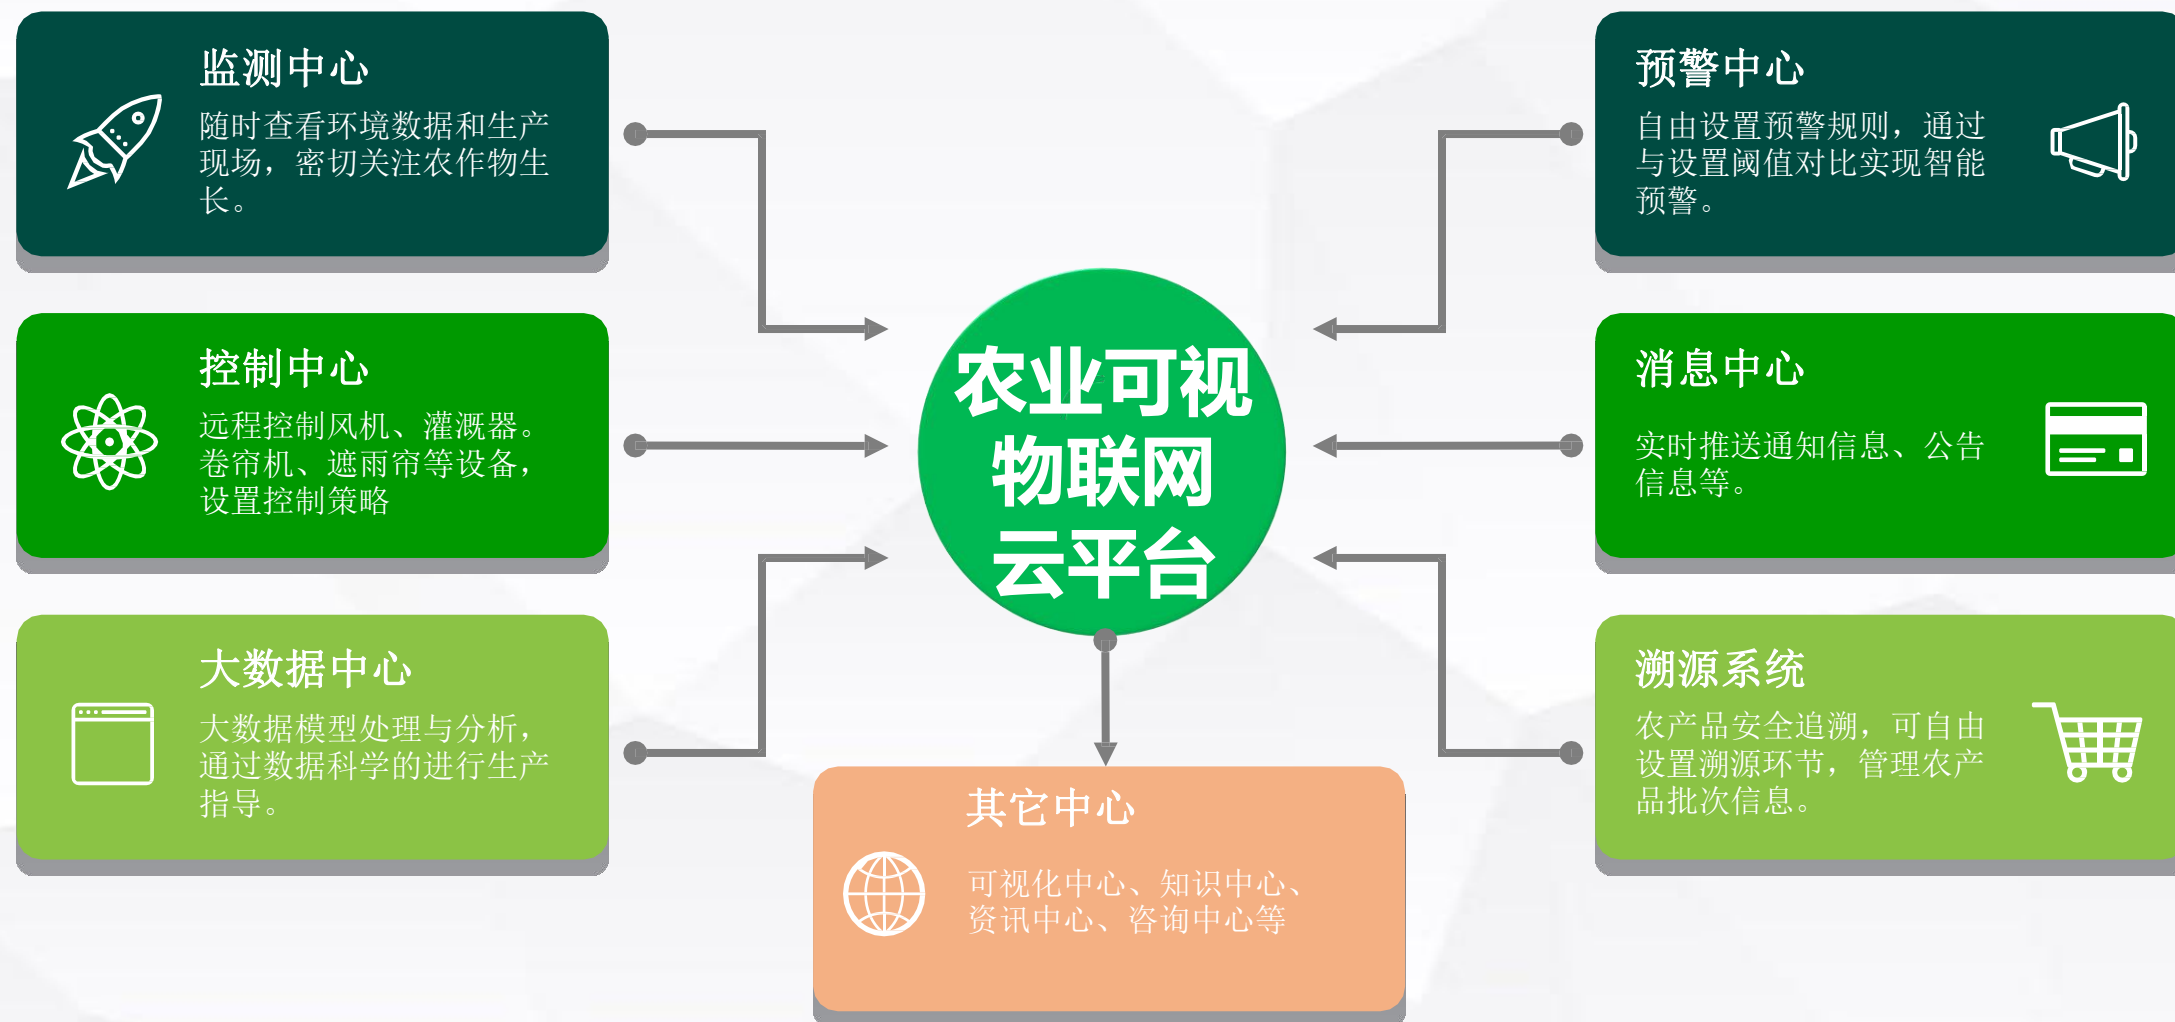 监测中心
随时查看环境数据和生产
现场，密切关注农作物生
长。
控制中心
远程控制风机、灌溉器。
卷帘机、遮雨帘等设备，
设置控制策略
大数据中心
大数据模型处理与分析，
通过数据科学的进行生产
指导。
农业可视
物联网
云平台
其它中心
可视化中心、知识中心、
资讯中心、咨询中心等
预警中心
自由设置预警规则，通过
与设置阈值对比实现智能
预警。
消息中心
实时推送通知信息、公告
信息等。
溯源系统
农产品安全追溯，可自由
设置溯源环节，管理农产
品批次信息。